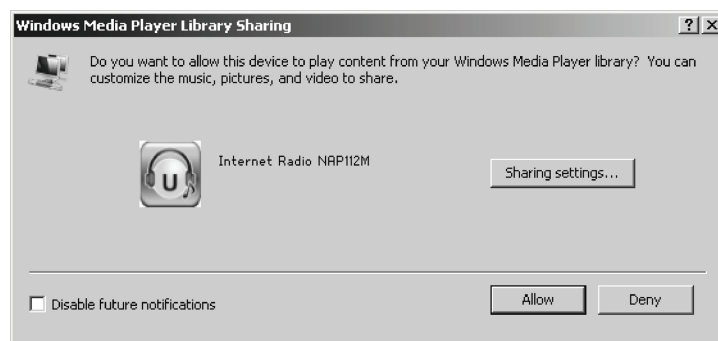 Windows Media Player Library Sharing
Do you want to allow this device to play content from your Windows Media Player library? You can
customize the music, pictures, and video to share.
U
Internet Radio NAP112M
Sharing settings...
Disable future notifications
Allow
Deny